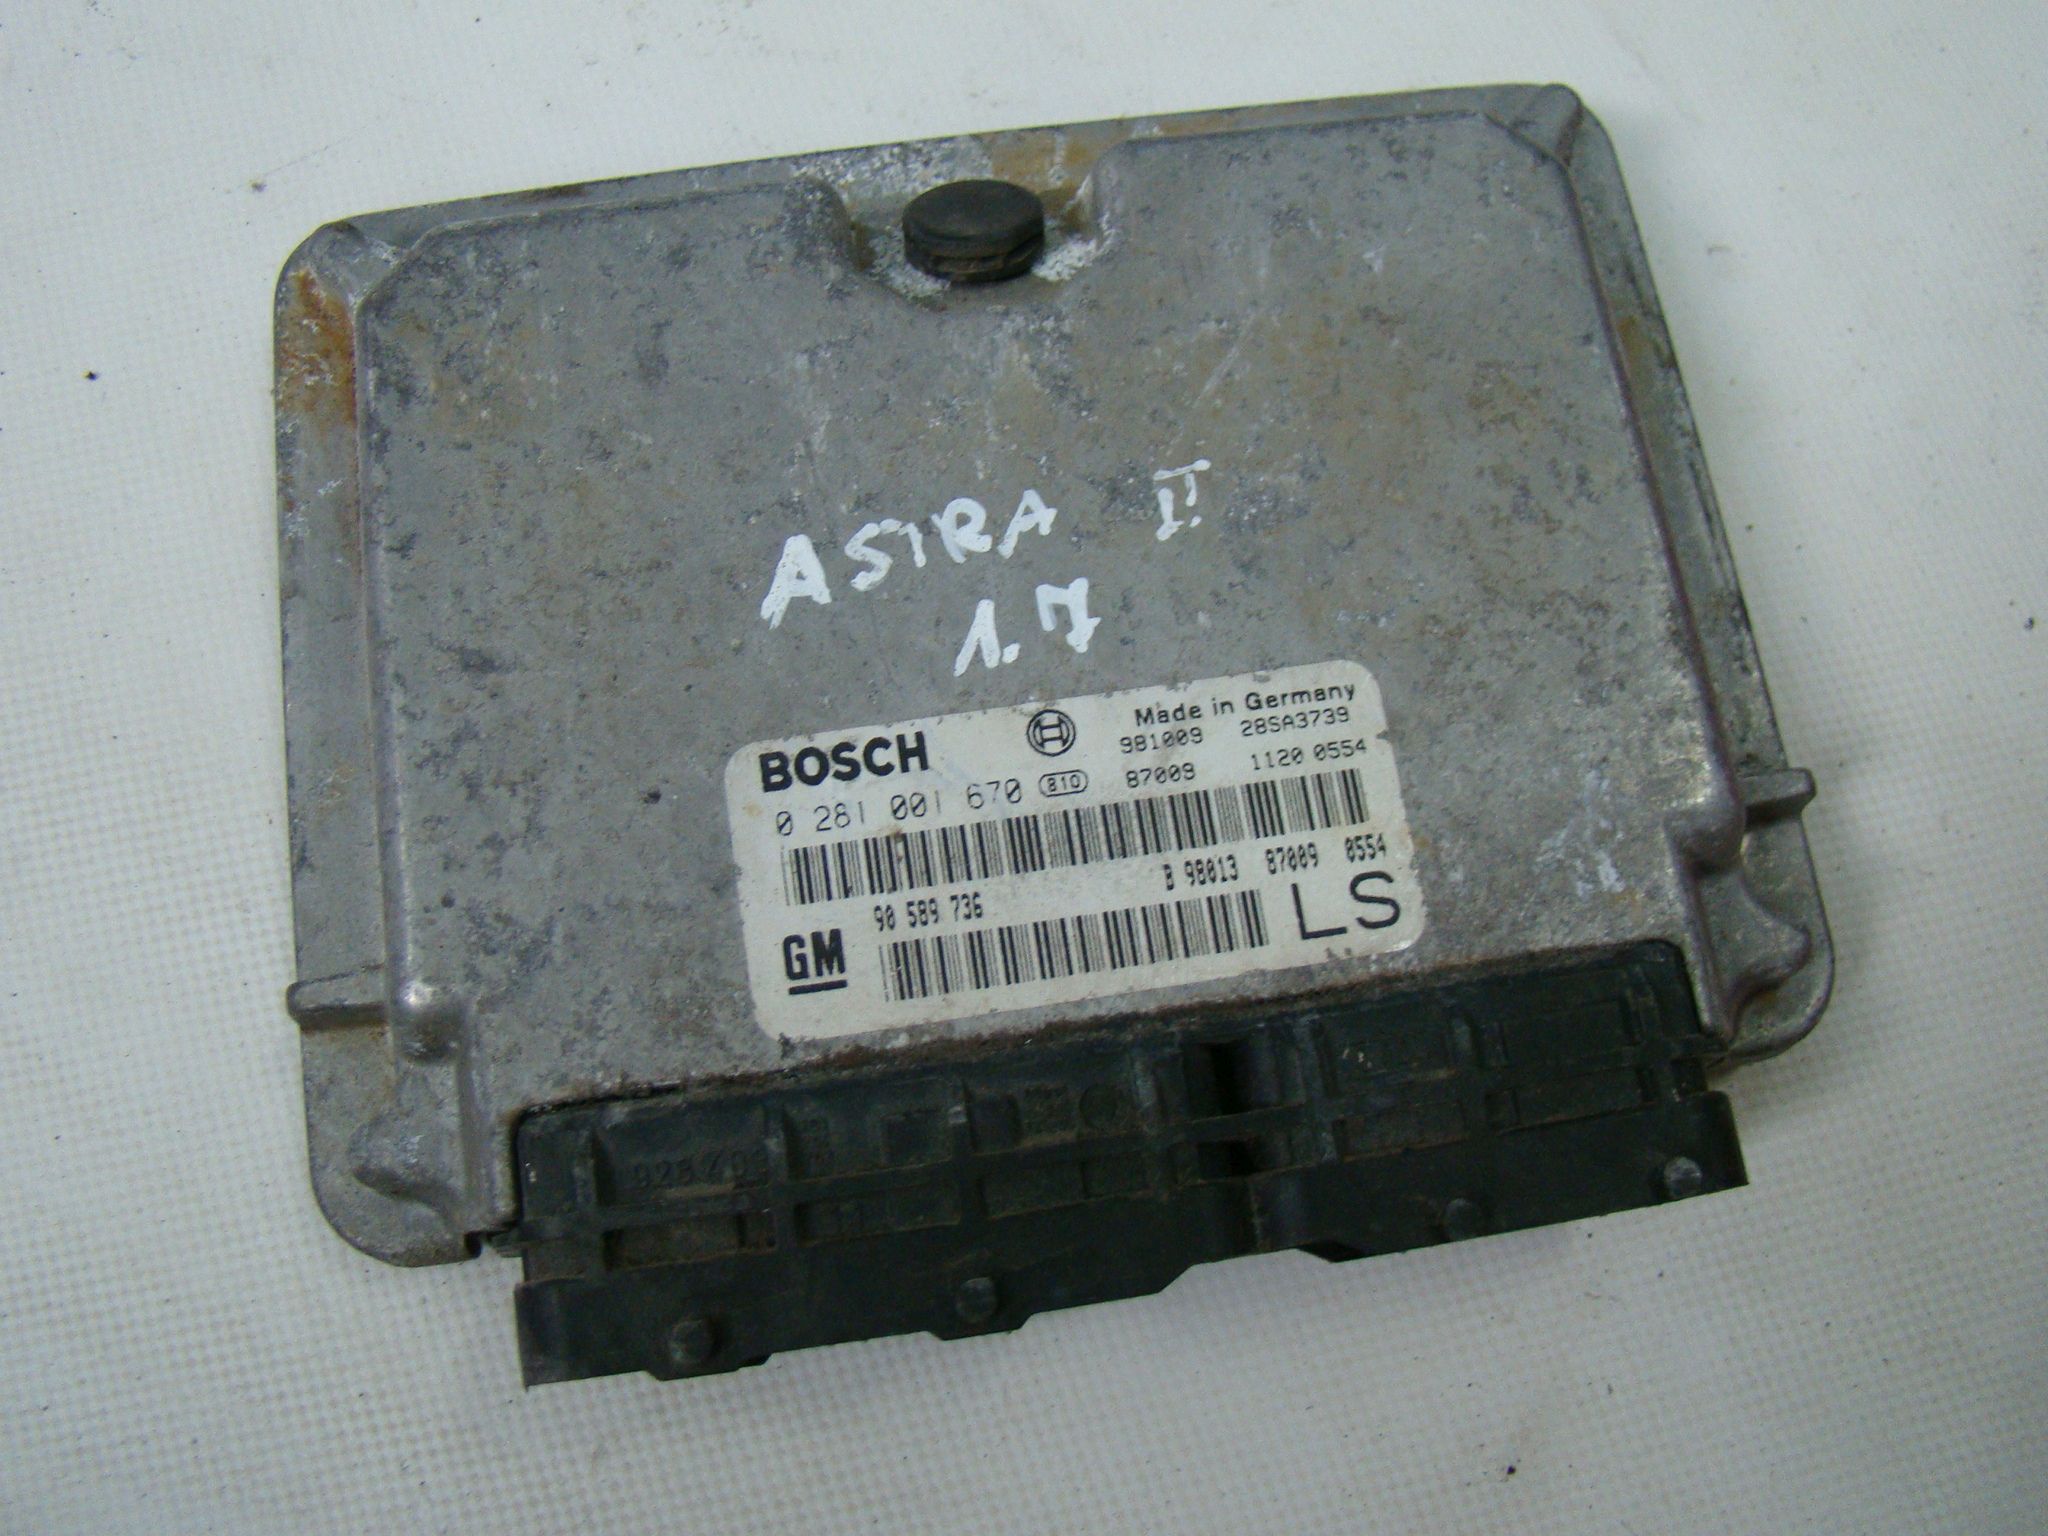 ASTRA II
1.7
BOSCH
Made in Germany
981009 28SA3739
0 281 001 670 810 87009 1120 0554
B 98013 87009 0554
90 589 736
GM
LS